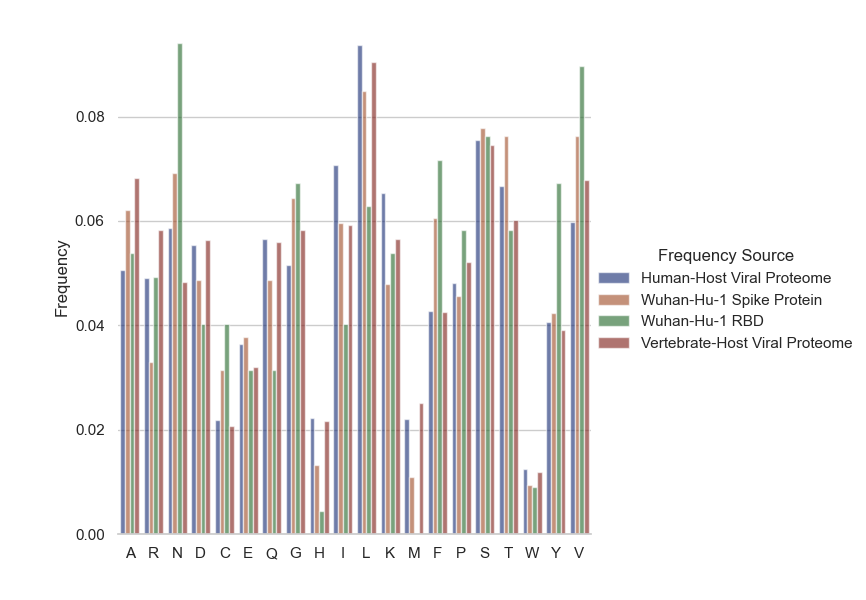 0.08
0.06
0.04
0.02
0.00
Frequency
A R N D C E Q G H I L K M F P S T W Y V
Frequency Source
Human-Host Viral Proteome
Wuhan-Hu-1 Spike Protein
Wuhan-Hu-1 RBD
Vertebrate-Host Viral Proteome